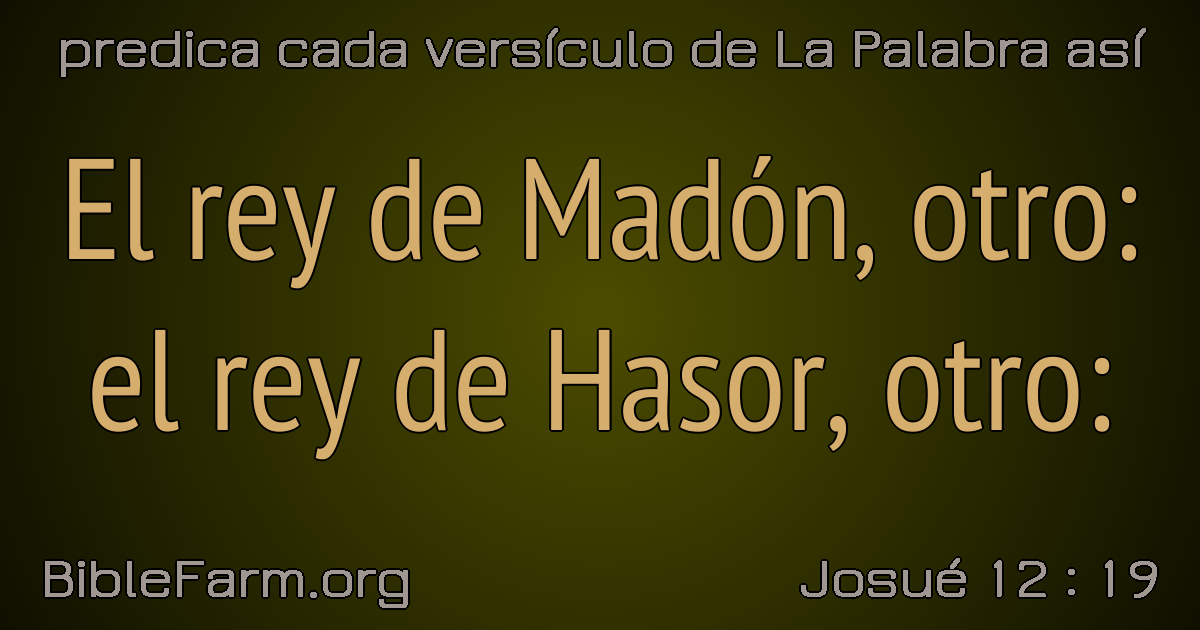 predica cada versículo de La Palabra así
El rey de Madón, otro:
el rey de Hasor, otro:
BibleFarm.org
Josué 12 : 19